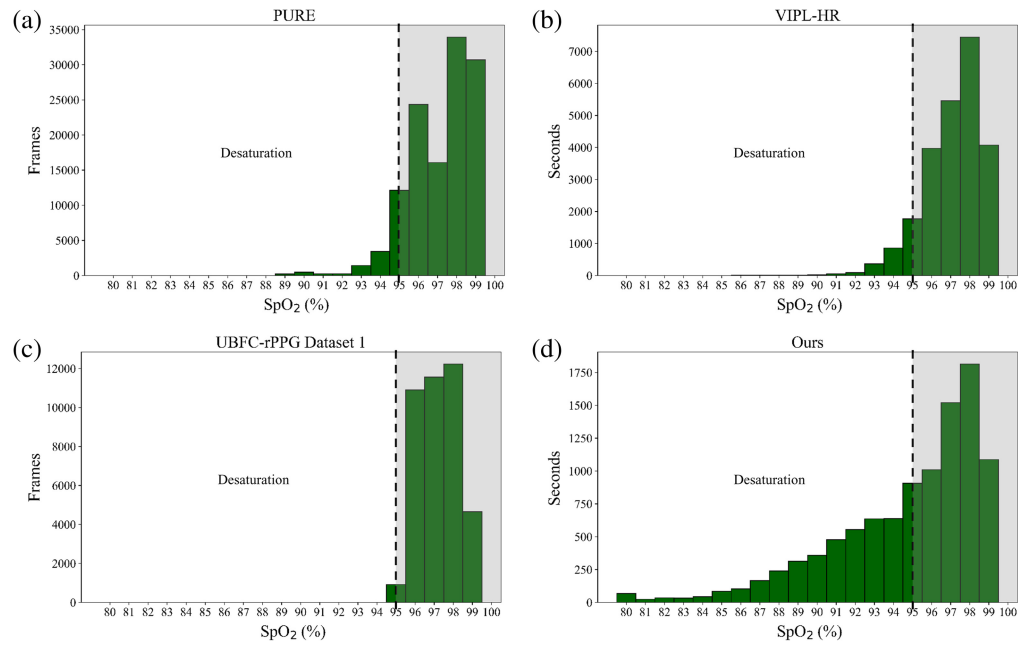 (a)
PURE
35000
30000
25000
20000
15000
10000
5000
0
Frames
Desaturation
80 81 82 83 84 85 86 87 88 89 90 91 92 93 94 95 96 97 98 99 100
SpO₂ (%)
(b)
VIPL-HR
7000
6000
5000
4000
3000
2000
1000
0
Seconds
Desaturation
80 81 82 83 84 85 86 87 88 89 90 91 92 93 94 95 96 97 98 99 100
SpO₂ (%)
(c)
UBFC-rPPG Dataset 1
12000
10000
8000
6000
4000
2000
0
Frames
Desaturation
80 81 82 83 84 85 86 87 88 89 90 91 92 93 94 95 96 97 98 99 100
SpO₂ (%)
(d)
Ours
1750
1500
1250
1000
750
500
250
0
Seconds
Desaturation
80 81 82 83 84 85 86 87 88 89 90 91 92 93 94 95 96 97 98 99 100
SpO₂ (%)